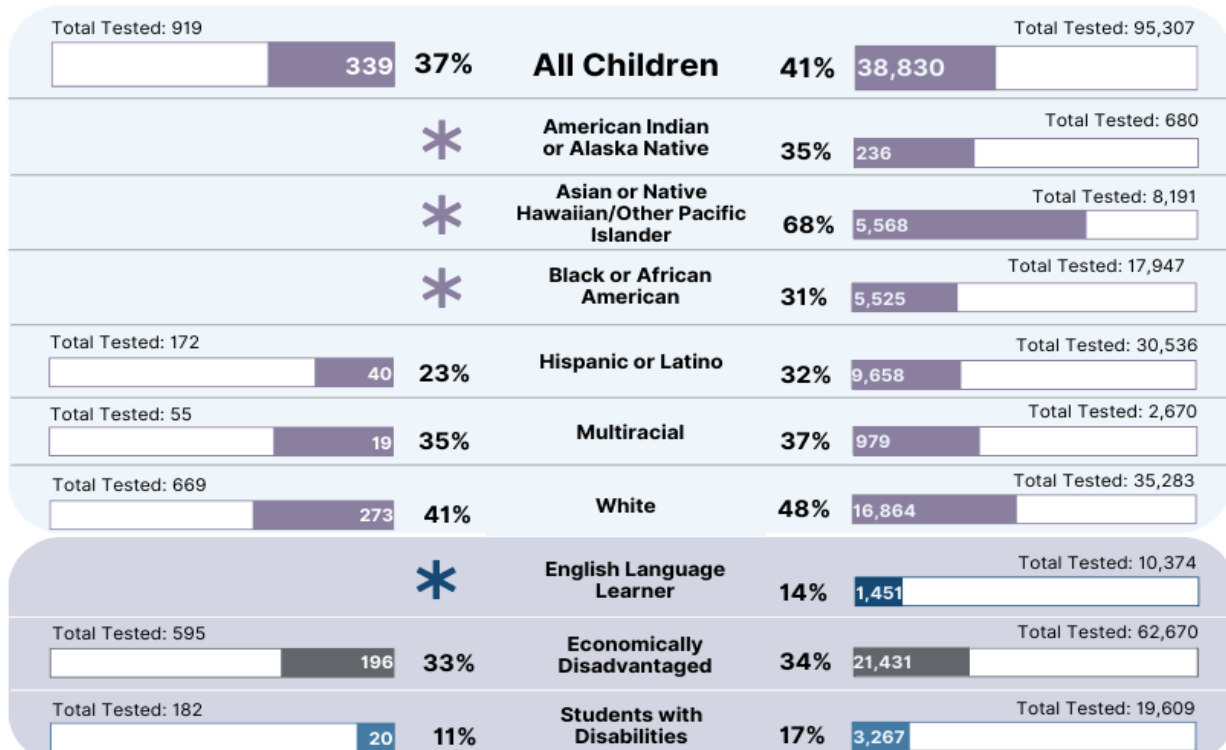 Total Tested: 919
Total Tested: 95,307
339 37% All Children 41% 38,830
American Indian
or Alaska Native
Total Tested: 680
* 35% 236
Asian or Native
Hawaiian/Other Pacific
Islander
Total Tested: 8,191
* 68% 5,568
Black or African
American
Total Tested: 17,947
* 31% 5,525
Total Tested: 172
Total Tested: 30,536
40 23% Hispanic or Latino 32% 9,658
Total Tested: 55
Total Tested: 2,670
19 35% Multiracial 37% 979
Total Tested: 669
Total Tested: 35,283
273 41% White 48% 16,864
English Language
Learner
Total Tested: 10,374
* 14% 1,451
Total Tested: 595
Total Tested: 62,670
Economically
Disadvantaged
196 33% 34% 21,431
Total Tested: 182
Total Tested: 19,609
Students with
Disabilities
20 11% 17% 3,267